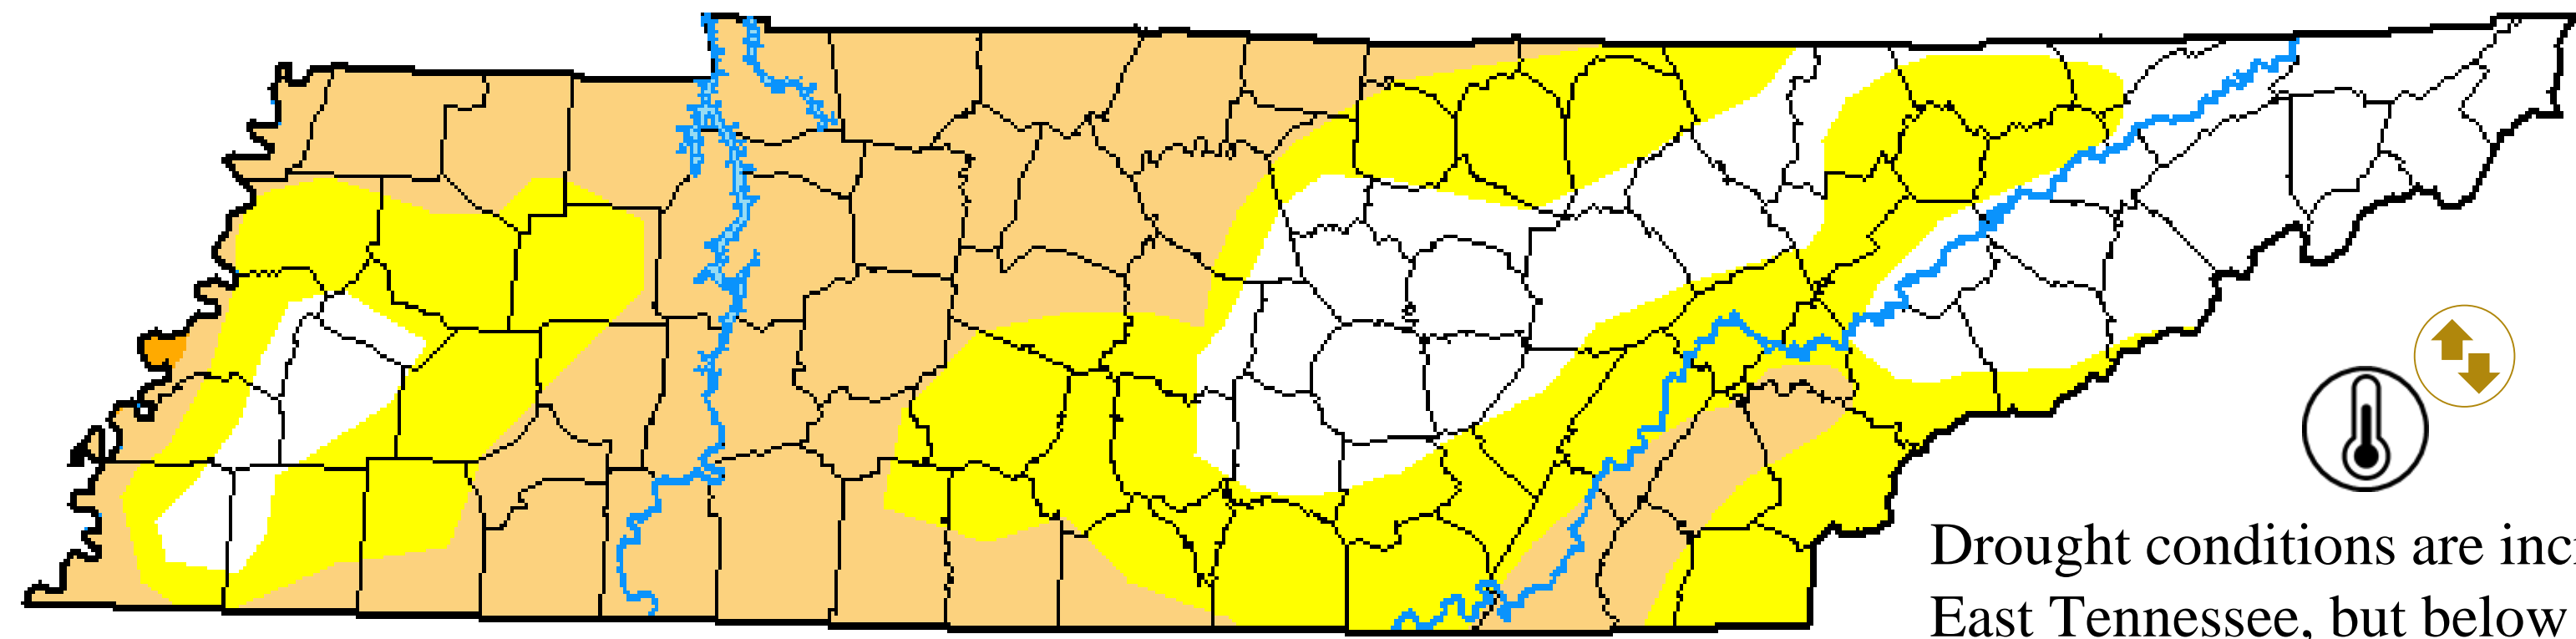 Drought conditions are inc
East Tennessee, but below